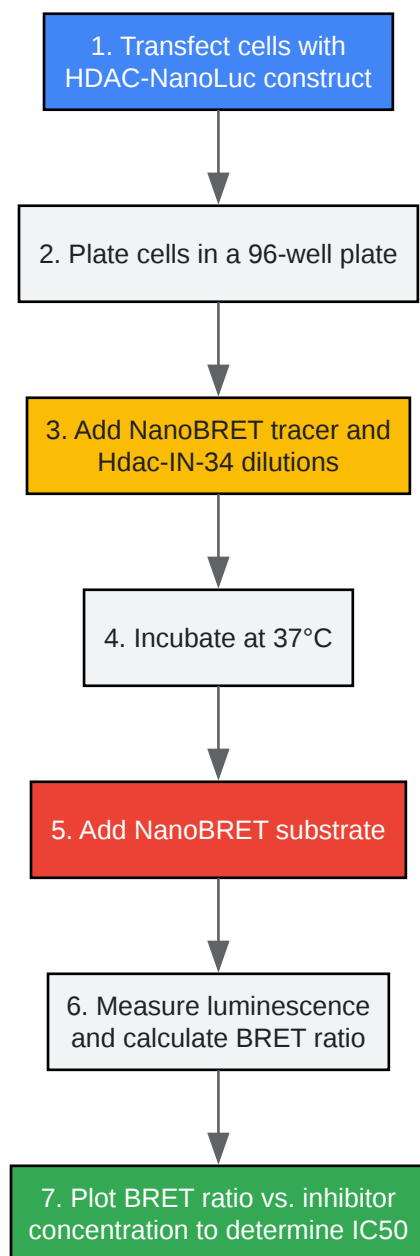 1. Transfect cells with
HDAC-NanoLuc construct
2. Plate cells in a 96-well plate
3. Add NanoBRET tracer and
Hdac-IN-34 dilutions
4. Incubate at 37°C
5. Add NanoBRET substrate
6. Measure luminescence
and calculate BRET ratio
7. Plot BRET ratio vs. inhibitor
concentration to determine IC50